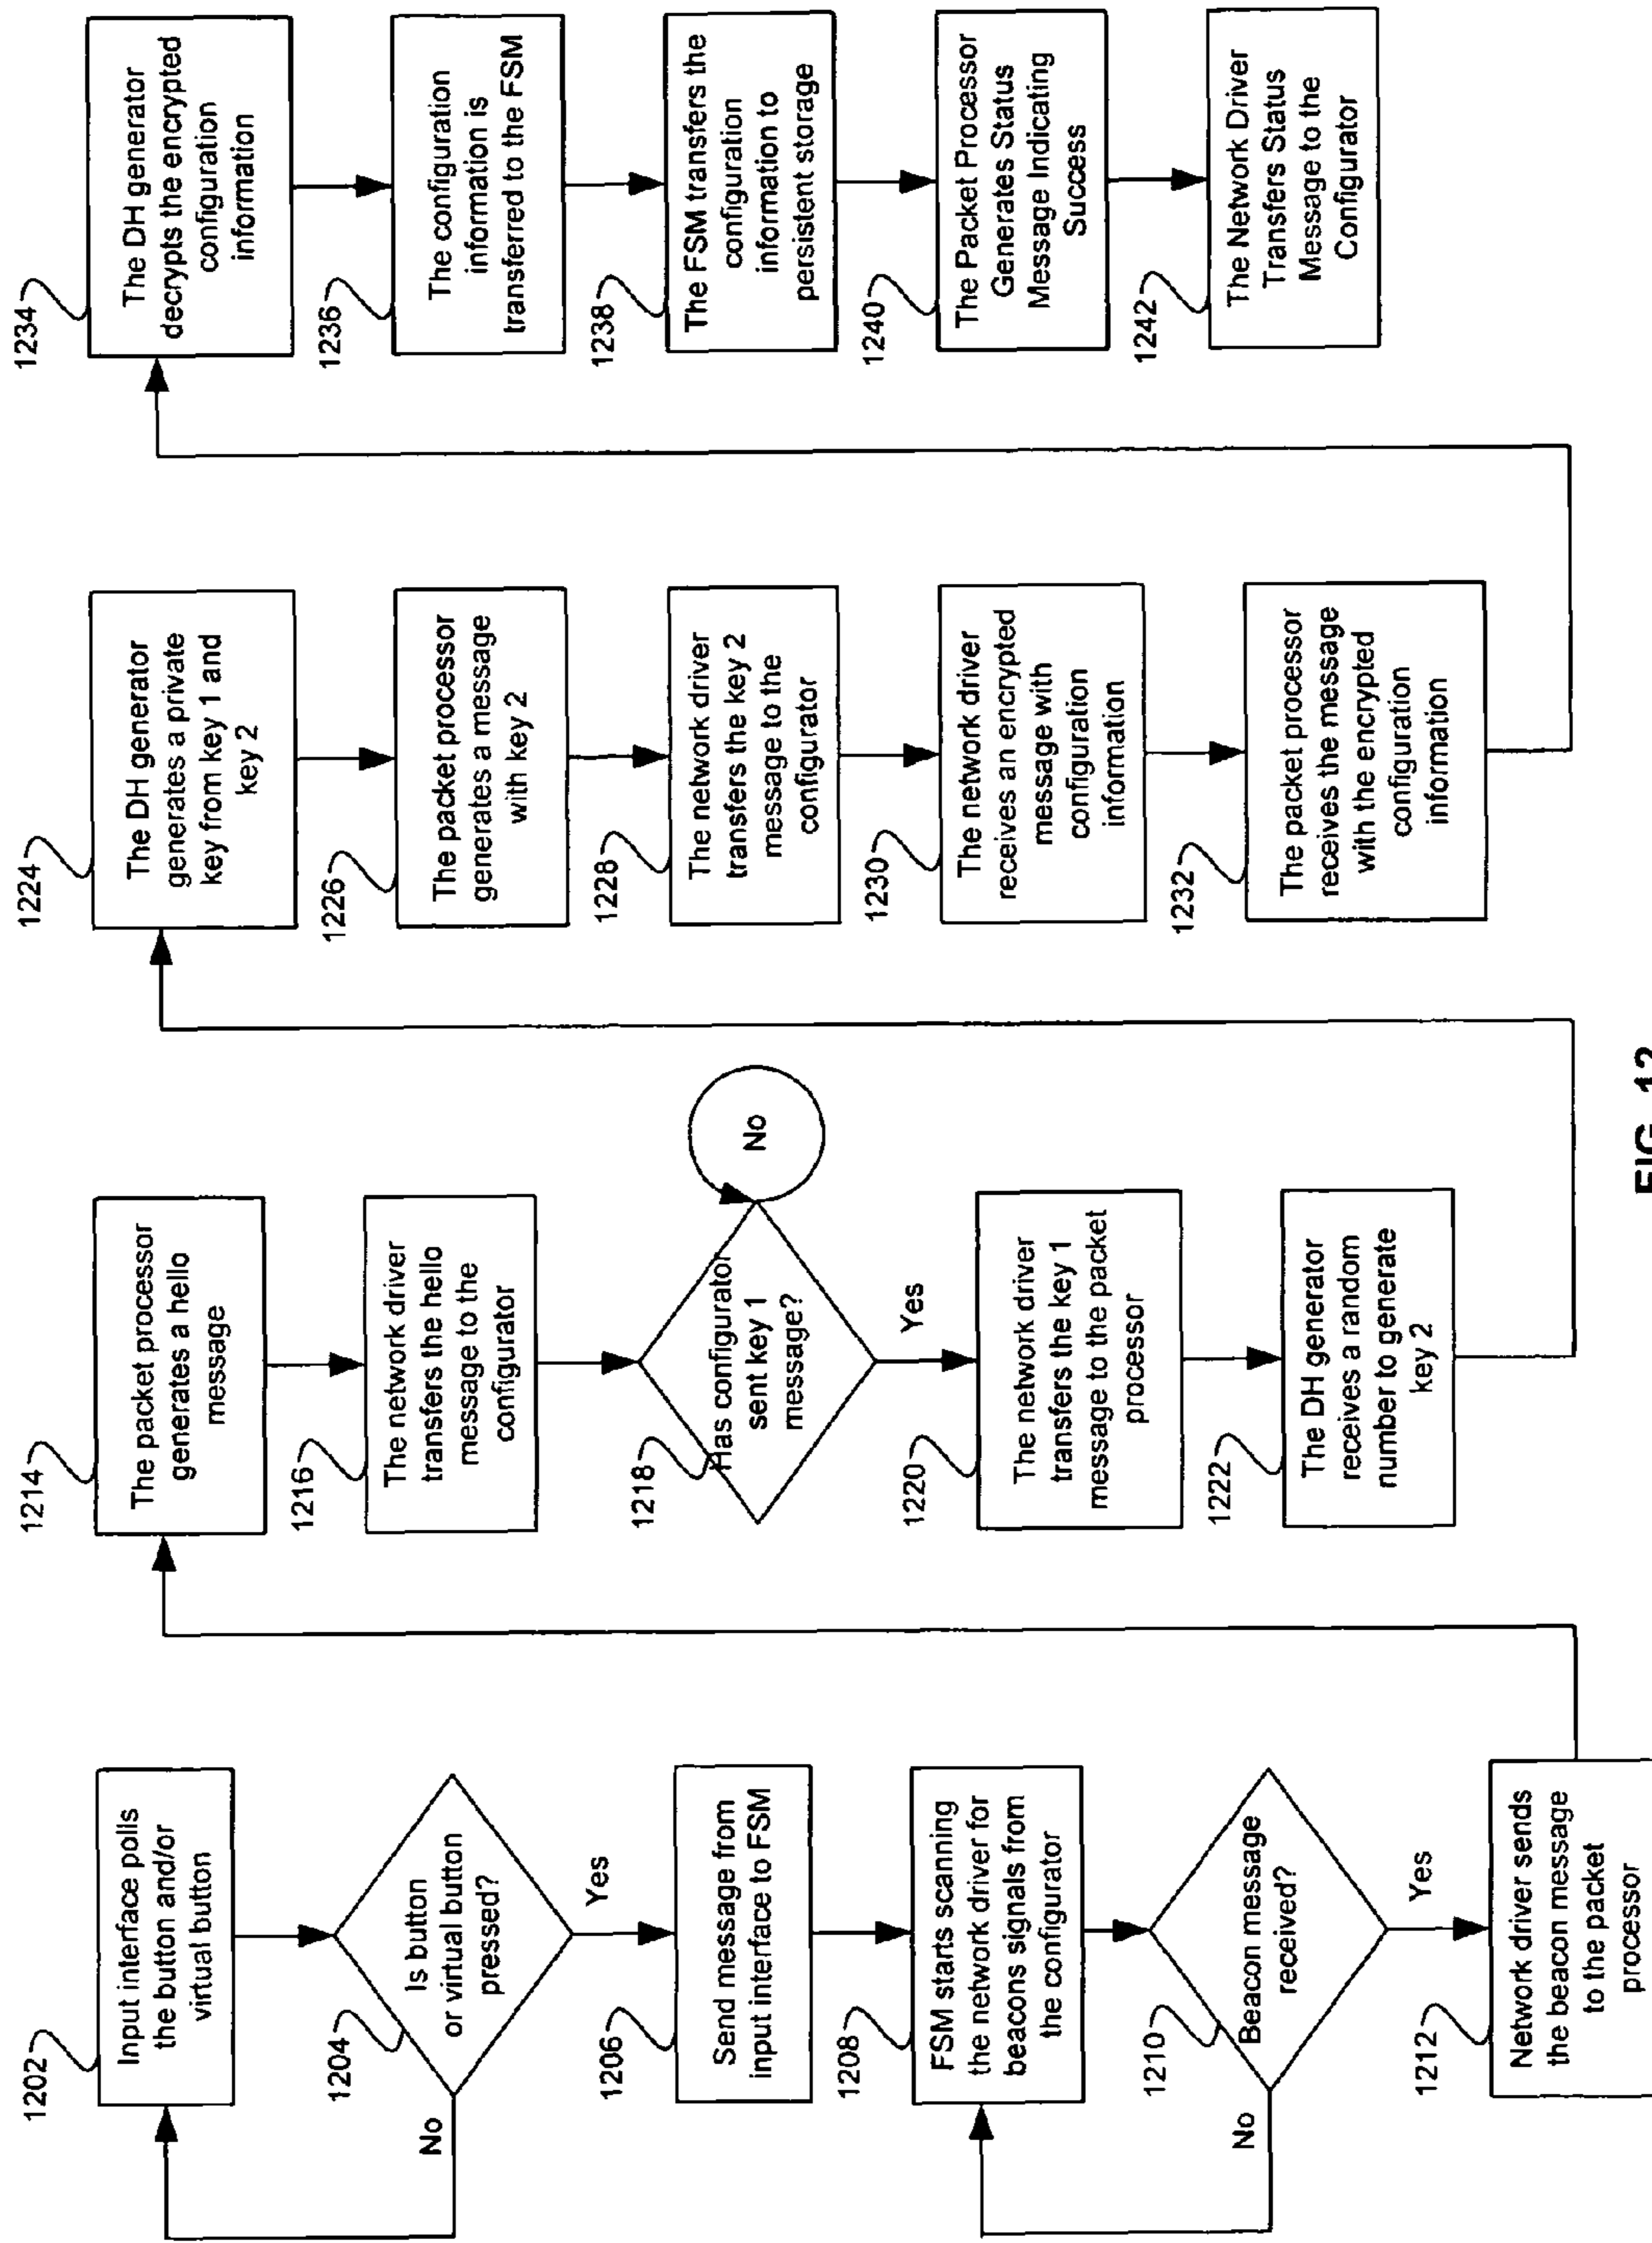 1202
Input interface polls
the button and/or
virtual button
1204
Is button
or virtual button
pressed?
No
Yes
1206
Send message from
input interface to FSM
1208
FSM starts scanning
the network driver for
beacons signals from
the configurator
1210
Beacon message
received?
No
Yes
1212
Network driver sends
the beacon message
to the packet
processor
1214
The packet processor
generates a hello
message
1216
The network driver
transfers the hello
message to the
configurator
1218
Has configurator
sent key 1
message?
No
Yes
1220
The network driver
transfers the key 1
message to the packet
processor
1222
The DH generator
receives a random
number to generate
key 2
1224
The DH generator
generates a private
key from key 1 and
key 2
1226
The packet processor
generates a message
with key 2
1228
The network driver
transfers the key 2
message to the
configurator
1230
The network driver
receives an encrypted
message with
configuration
information
1232
The packet processor
receives the message
with the encrypted
configuration
information
1234
The DH generator
decrypts the encrypted
configuration
information
1236
The configuration
information is
transferred to the FSM
1238
The FSM transfers the
configuration
information to
persistent storage
1240
The Packet Processor
Generates Status
Message Indicating
Success
1242
The Network Driver
Transfers Status
Message to the
Configurator
FIG. 12